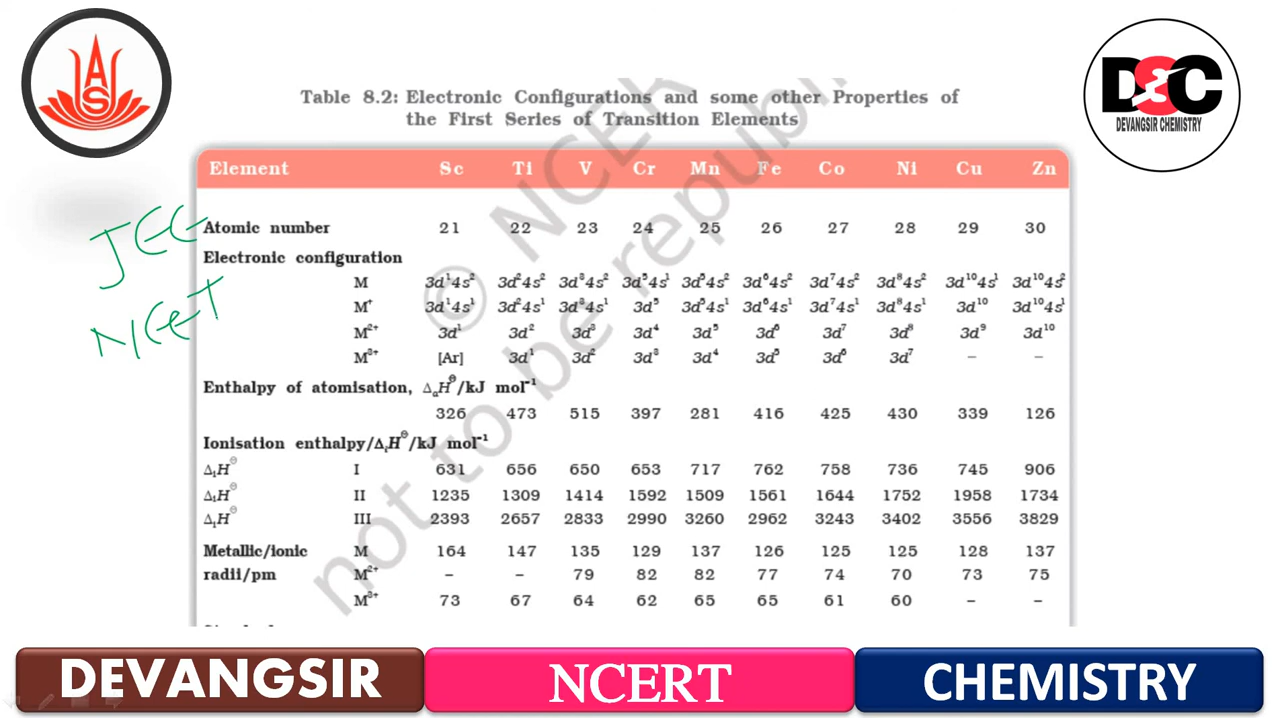 AS
DSC
DEVANGSIR CHEMISTRY
Table 8.2: Electronic Configurations and some other Properties of
the First Series of Transition Elements
Element Sc Ti V Cr Mn Fe Co Ni Cu Zn
JEE
NEET
Atomic number 21 22 23 24 25 26 27 28 29 30
Electronic configuration
M 3d¹4s² 3d²4s² 3d³4s² 3d⁵4s¹ 3d⁵4s² 3d⁶4s² 3d⁷4s² 3d⁸4s² 3d¹⁰4s¹ 3d¹⁰4s²
M⁺ 3d¹4s¹ 3d²4s¹ 3d³4s¹ 3d⁵ 3d⁵4s¹ 3d⁶4s¹ 3d⁷4s¹ 3d⁸4s¹ 3d¹⁰ 3d¹⁰4s¹
M²⁺ 3d¹ 3d² 3d³ 3d⁴ 3d⁵ 3d⁶ 3d⁷ 3d⁸ 3d⁹ 3d¹⁰
M³⁺ [Ar] 3d¹ 3d² 3d³ 3d⁴ 3d⁵ 3d⁶ 3d⁷ – –
Enthalpy of atomisation, ΔₐH⊖/kJ mol⁻¹
326 473 515 397 281 416 425 430 339 126
Ionisation enthalpy/ΔᵢH⊖/kJ mol⁻¹
ΔᵢH⊖ I 631 656 650 653 717 762 758 736 745 906
ΔᵢH⊖ II 1235 1309 1414 1592 1509 1561 1644 1752 1958 1734
ΔᵢH⊖ III 2393 2657 2833 2990 3260 2962 3243 3402 3556 3829
Metallic/ionic M 164 147 135 129 137 126 125 125 128 137
radii/pm M²⁺ – – 79 82 82 77 74 70 73 75
M³⁺ 73 67 64 62 65 65 61 60 – –
© NCER
not to be republi
DEVANGSIR NCERT CHEMISTRY